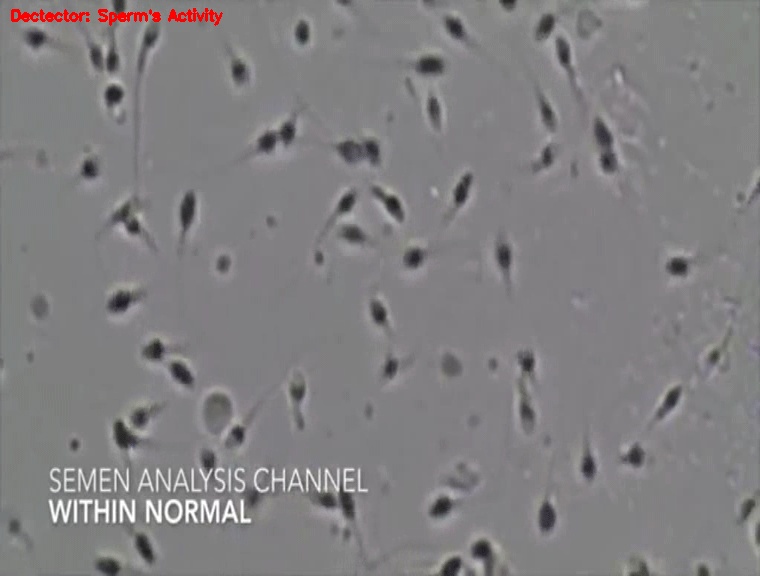 Dectector: Sperm's Activity
SEMEN ANALYSIS CHANNEL
WITHIN NORMAL